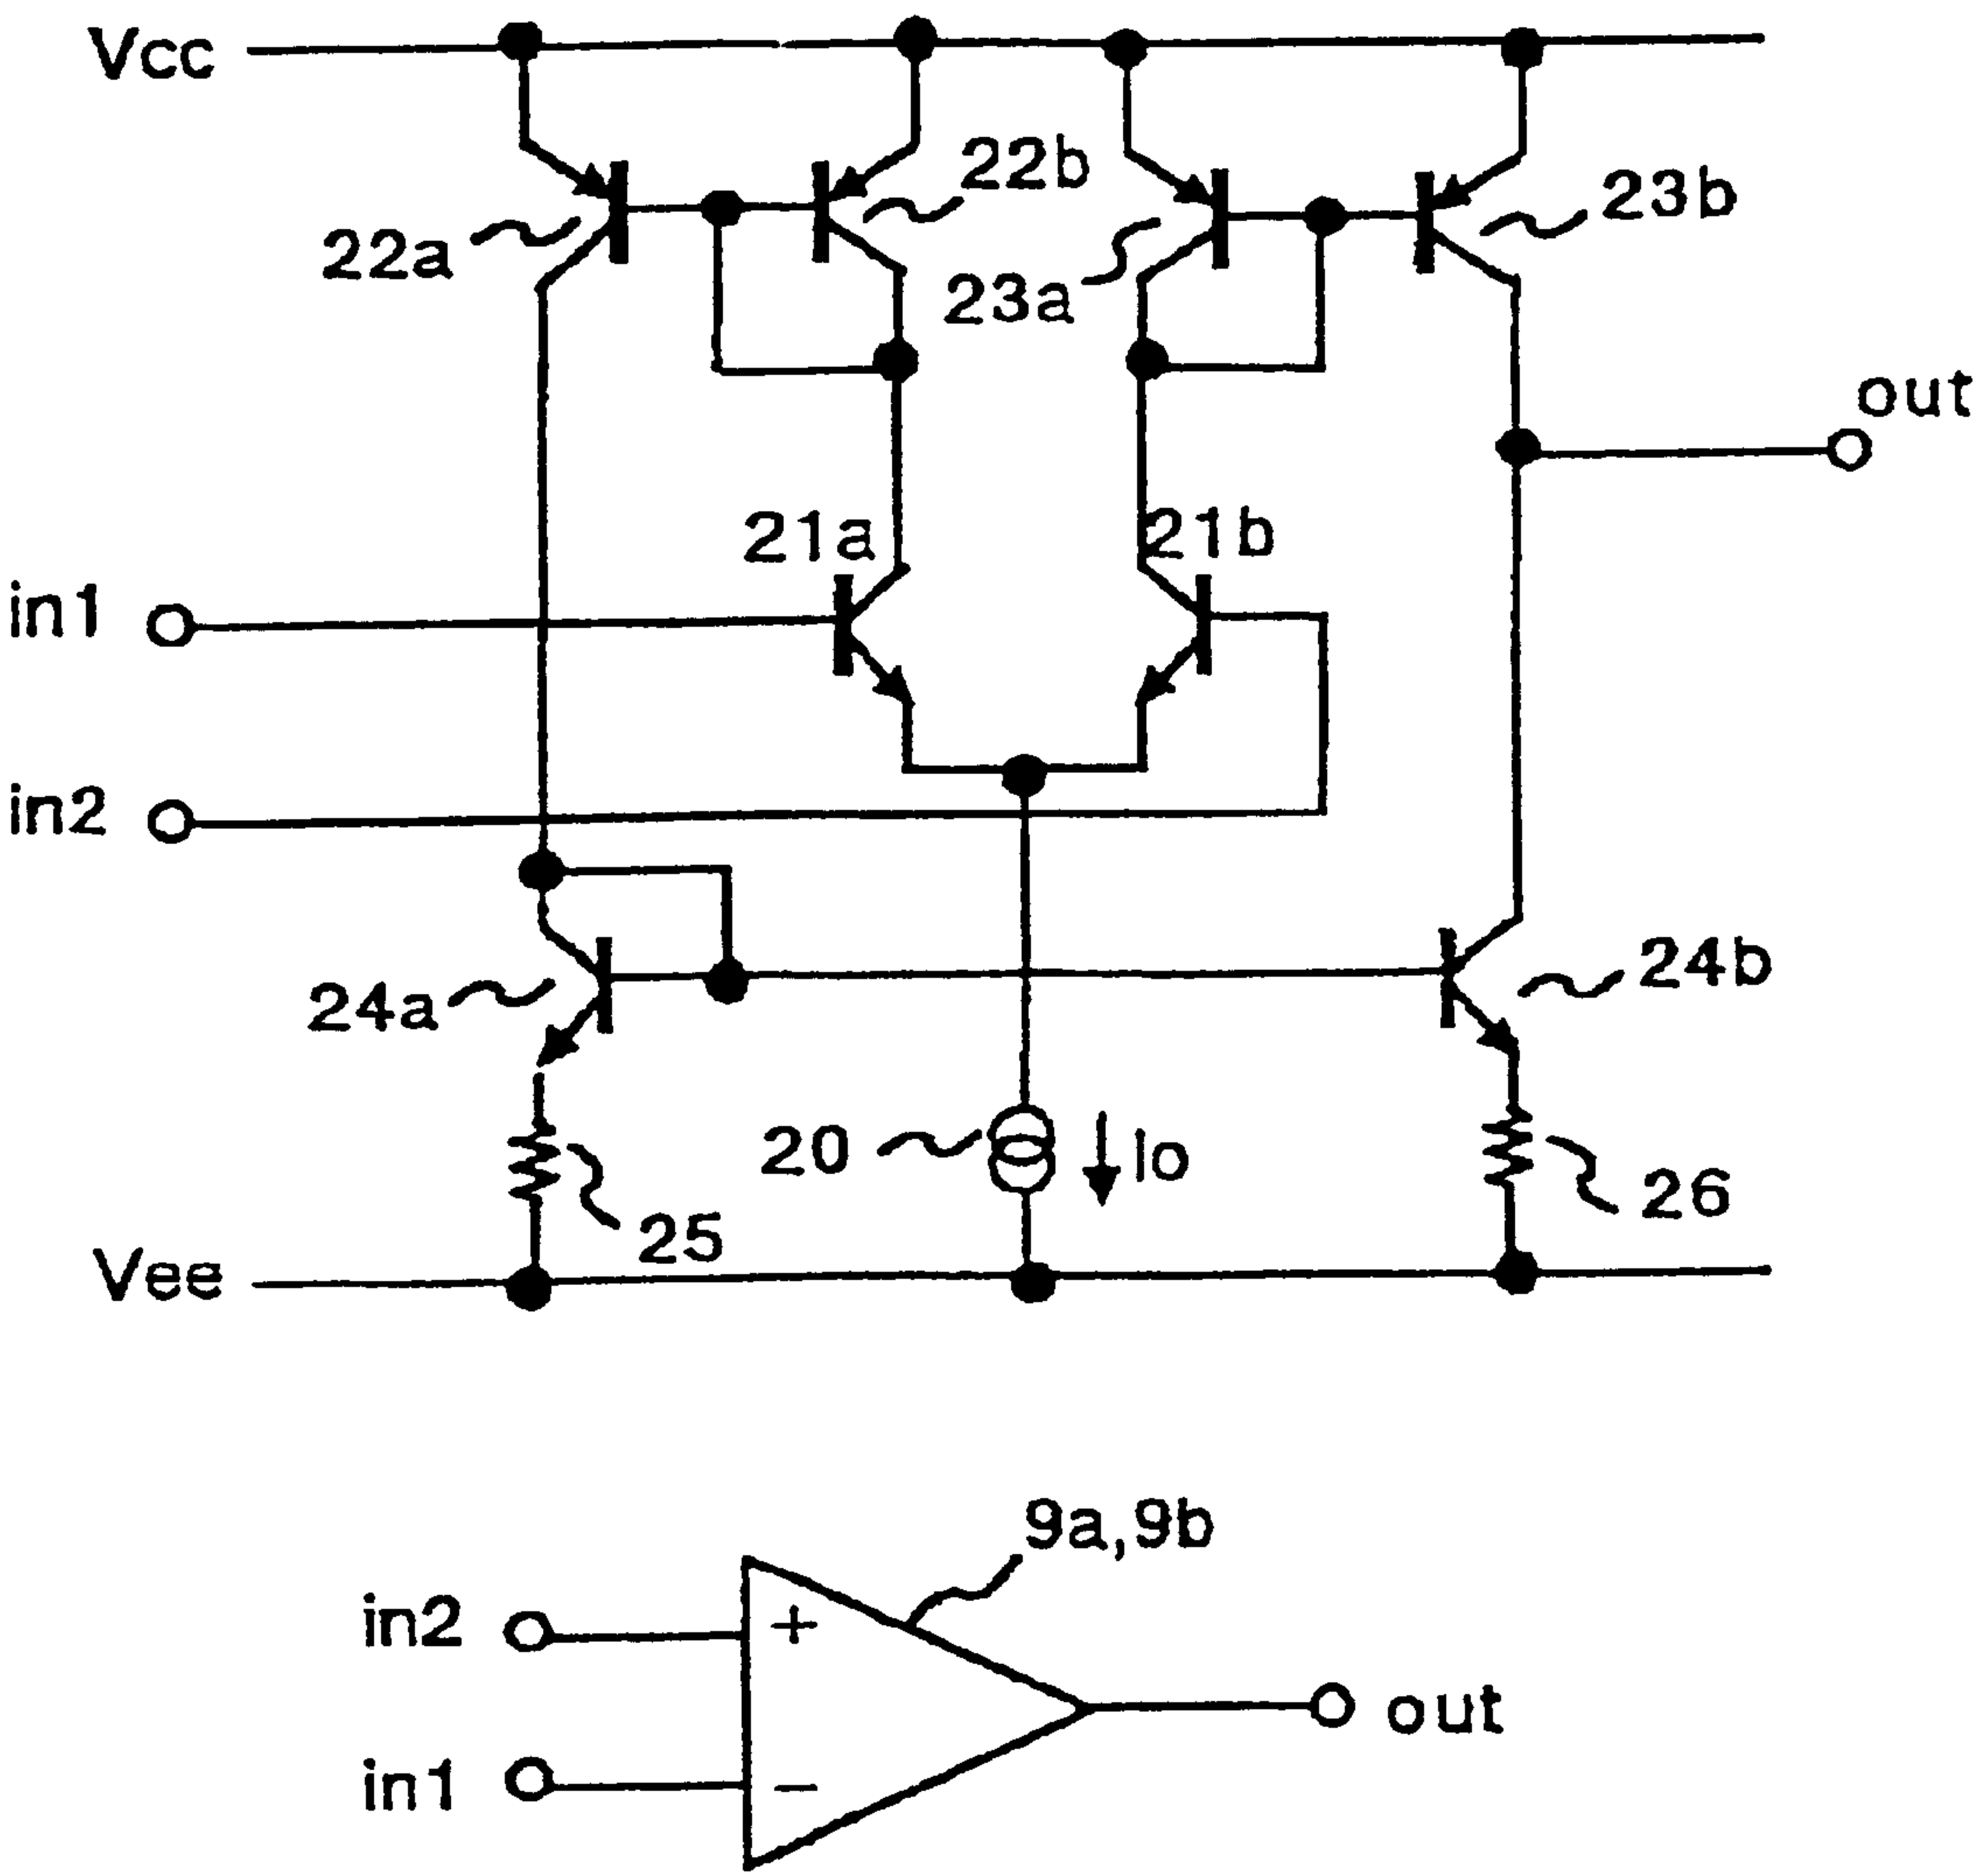 Vcc
22b
23b
22a
23a
out
21a
21b
in1
in2
24b
24a
20
Io
26
25
Vee
9a,9b
in2
+
out
in1
−